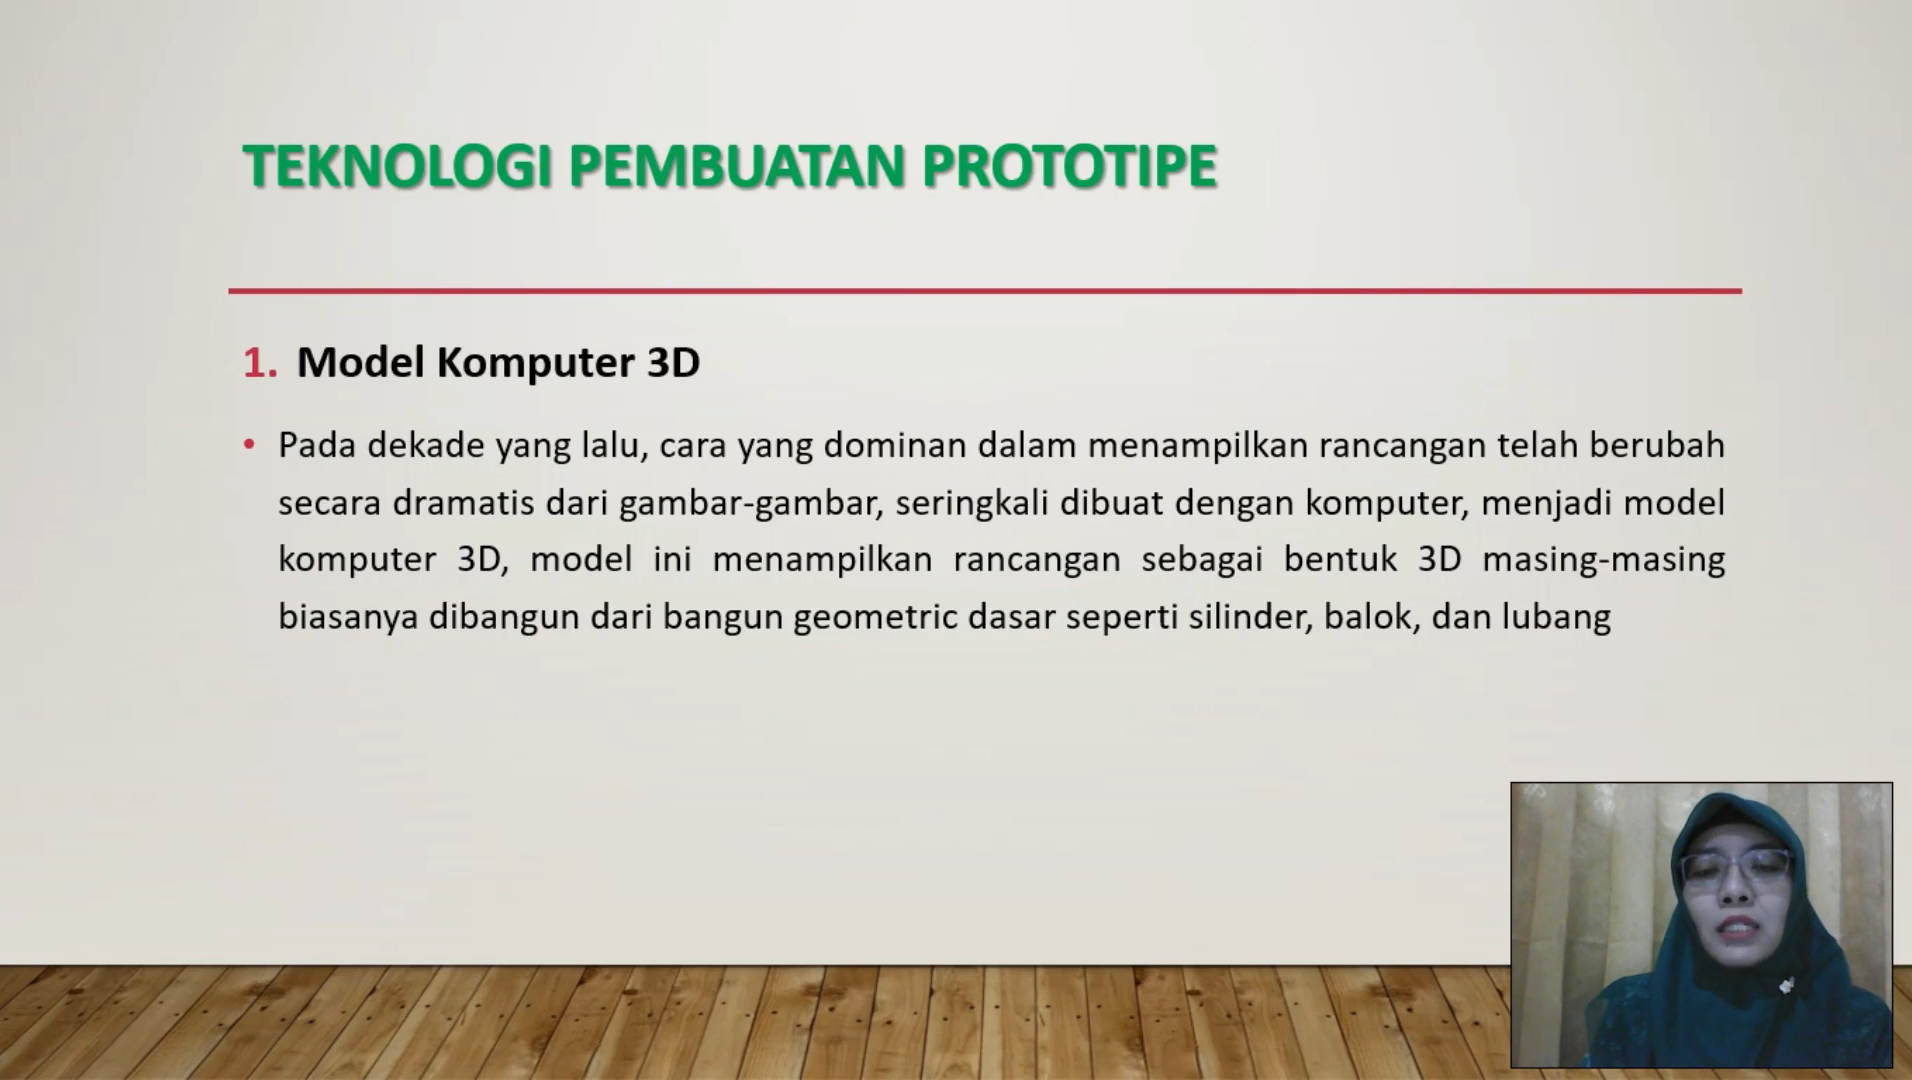 TEKNOLOGI PEMBUATAN PROTOTIPE
1. Model Komputer 3D
• Pada dekade yang lalu, cara yang dominan dalam menampilkan rancangan telah berubah
secara dramatis dari gambar-gambar, seringkali dibuat dengan komputer, menjadi model
komputer 3D, model ini menampilkan rancangan sebagai bentuk 3D masing-masing
biasanya dibangun dari bangun geometric dasar seperti silinder, balok, dan lubang